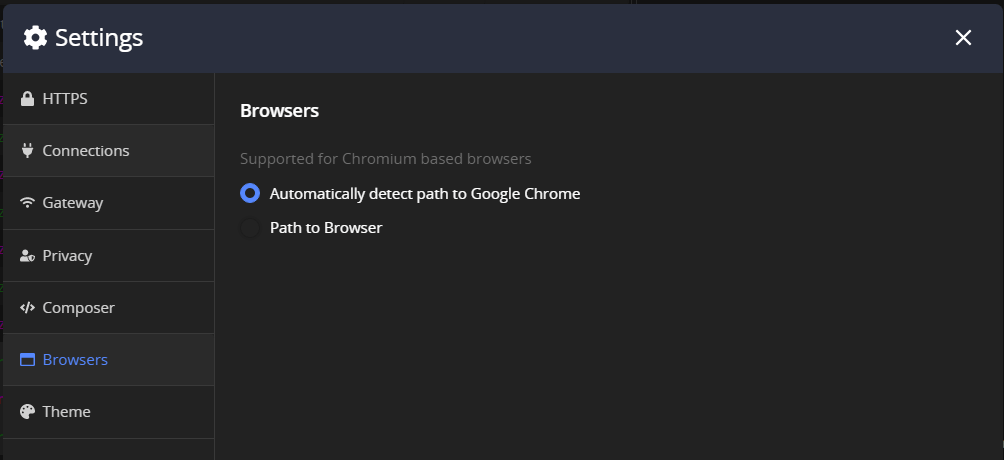 Settings
HTTPS
Connections
Gateway
Privacy
Composer
Browsers
Theme
Browsers
Supported for Chromium based browsers
Automatically detect path to Google Chrome
Path to Browser